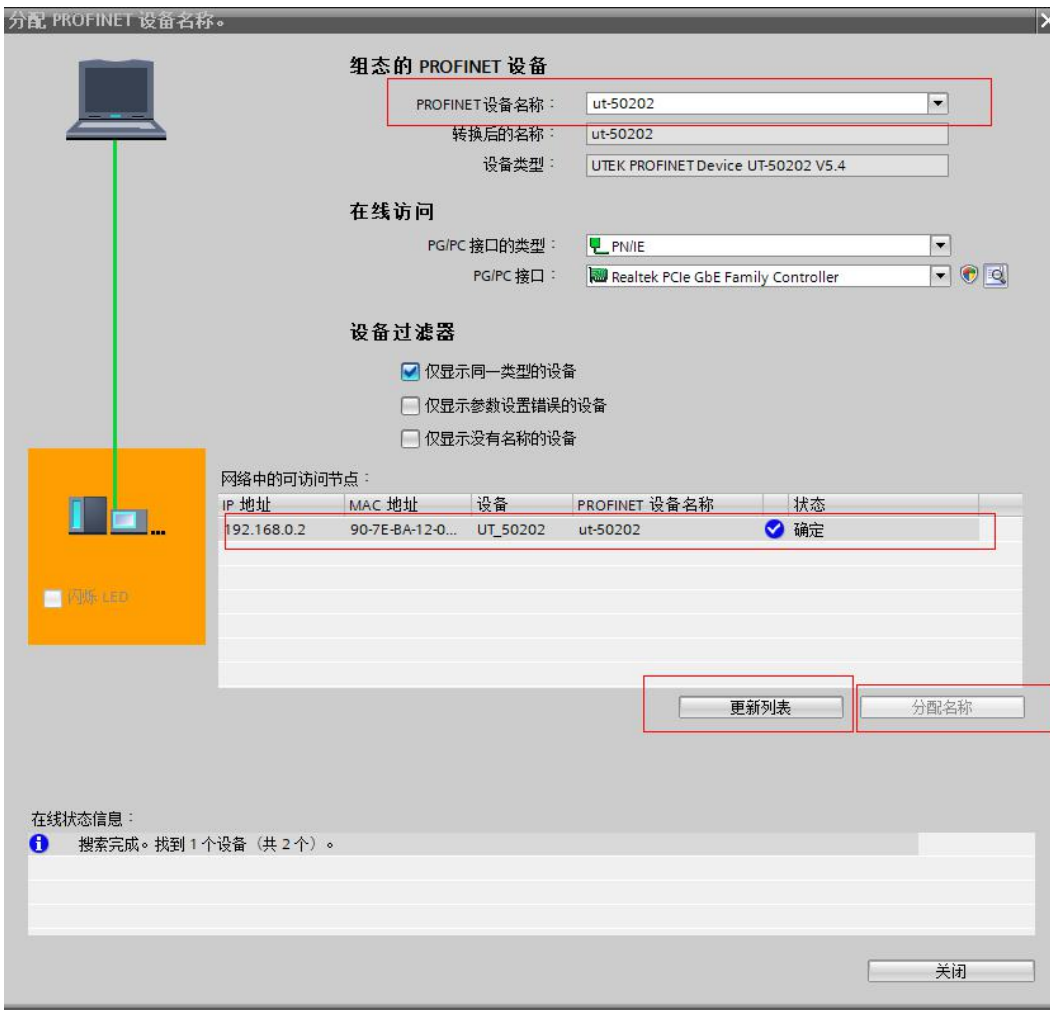 分配 PROFINET 设备名称。
组态的 PROFINET 设备
PROFINET设备名称： ut-50202
转换后的名称： ut-50202
设备类型： UTEK PROFINET Device UT-50202 V5.4
在线访问
PG/PC 接口的类型： PN/IE
PG/PC 接口： Realtek PCIe GbE Family Controller
设备过滤器
仅显示同一类型的设备
仅显示参数设置错误的设备
仅显示没有名称的设备
网络中的可访问节点：
IP 地址 MAC 地址 设备 PROFINET 设备名称 状态
192.168.0.2 90-7E-BA-12-0... UT_50202 ut-50202 确定
闪烁 LED
更新列表 分配名称
在线状态信息：
搜索完成。找到 1 个设备（共 2 个）。
关闭